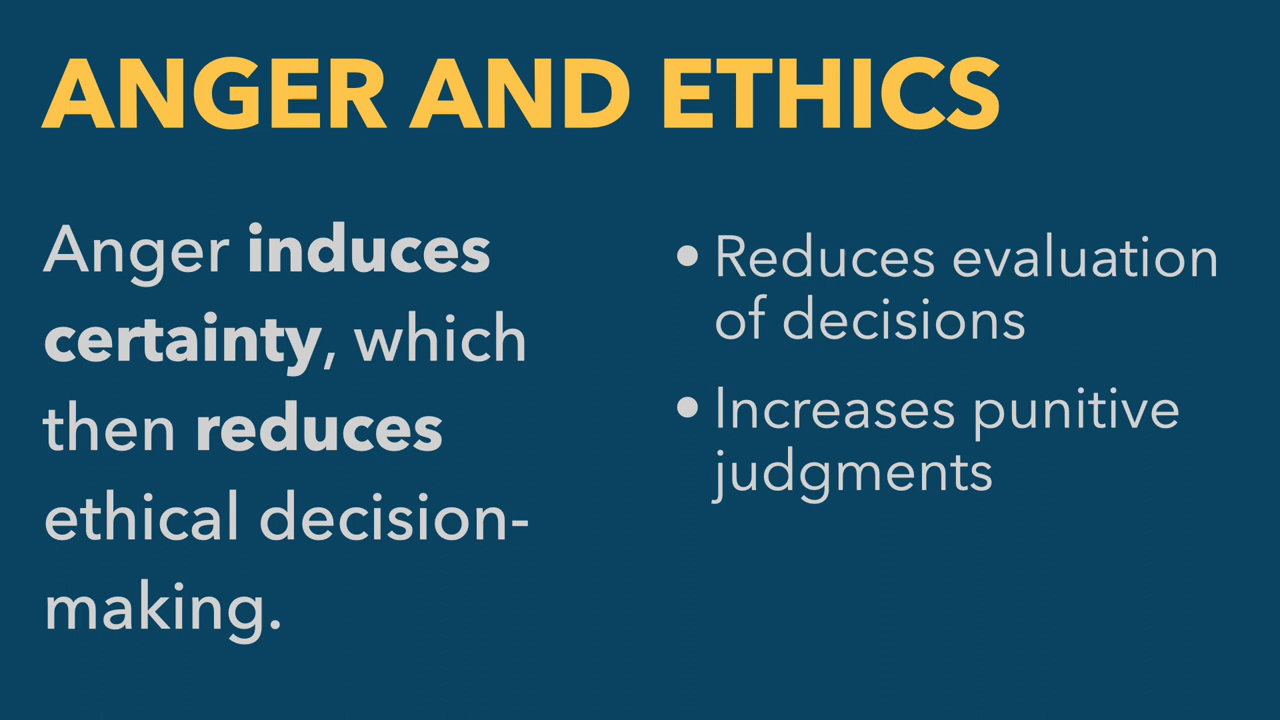 ANGER AND ETHICS
Anger induces
certainty, which
then reduces
ethical decision-
making.
• Reduces evaluation
of decisions
• Increases punitive
judgments